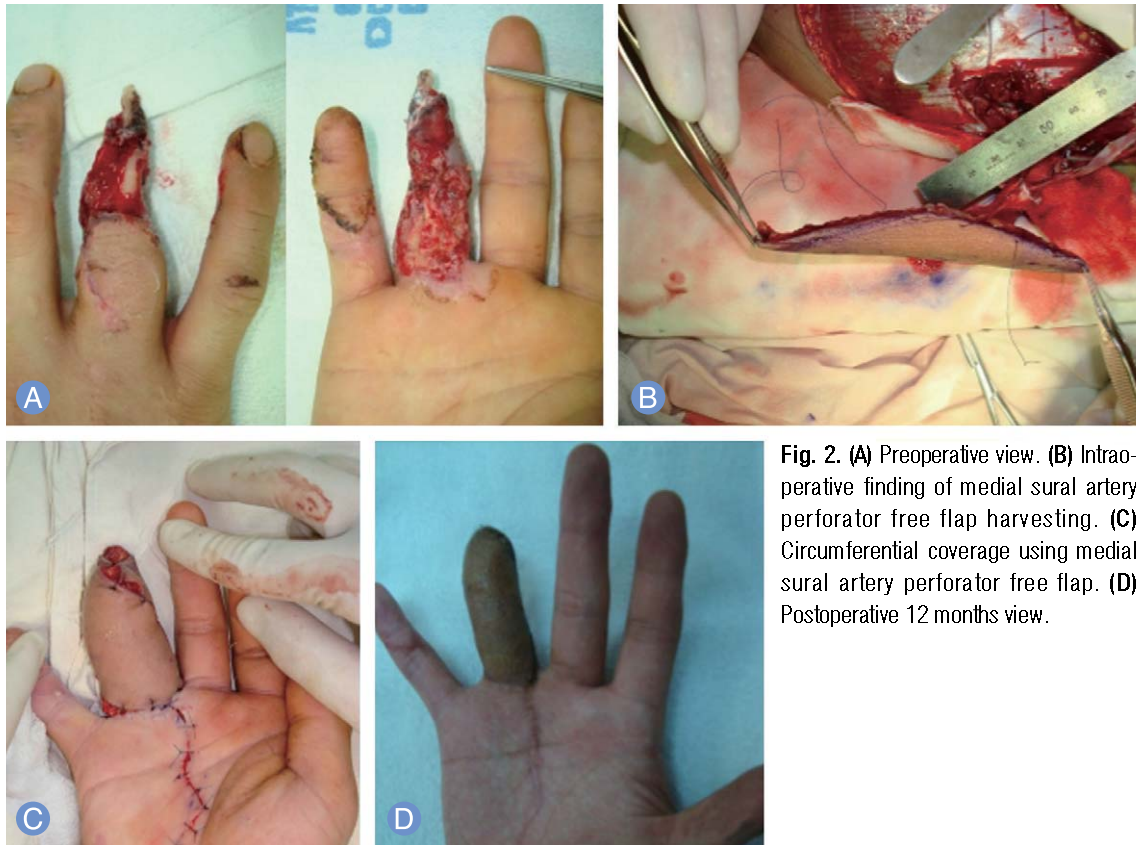 A
B
Fig. 2. (A) Preoperative view. (B) Intrao-
perative finding of medial sural artery
perforator free flap harvesting. (C)
Circumferential coverage using medial
sural artery perforator free flap. (D)
Postoperative 12 months view.
C
D
50